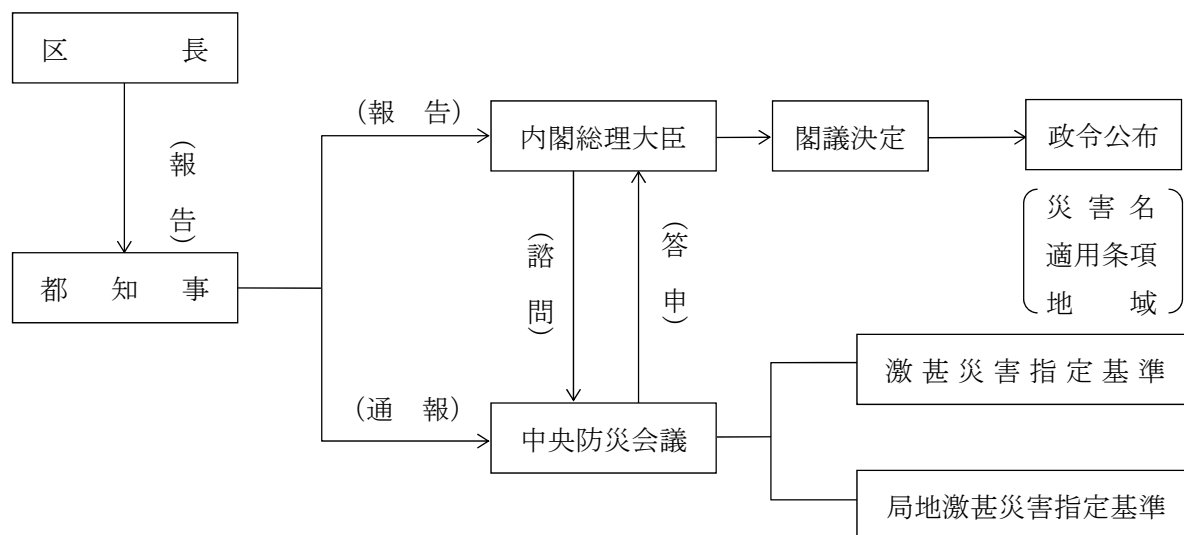 区長
(報告)
都知事
(報告)
内閣総理大臣
閣議決定
政令公布
災害名
適用条項
地域
(諮問)
(答申)
(通報)
中央防災会議
激甚災害指定基準
局地激甚災害指定基準